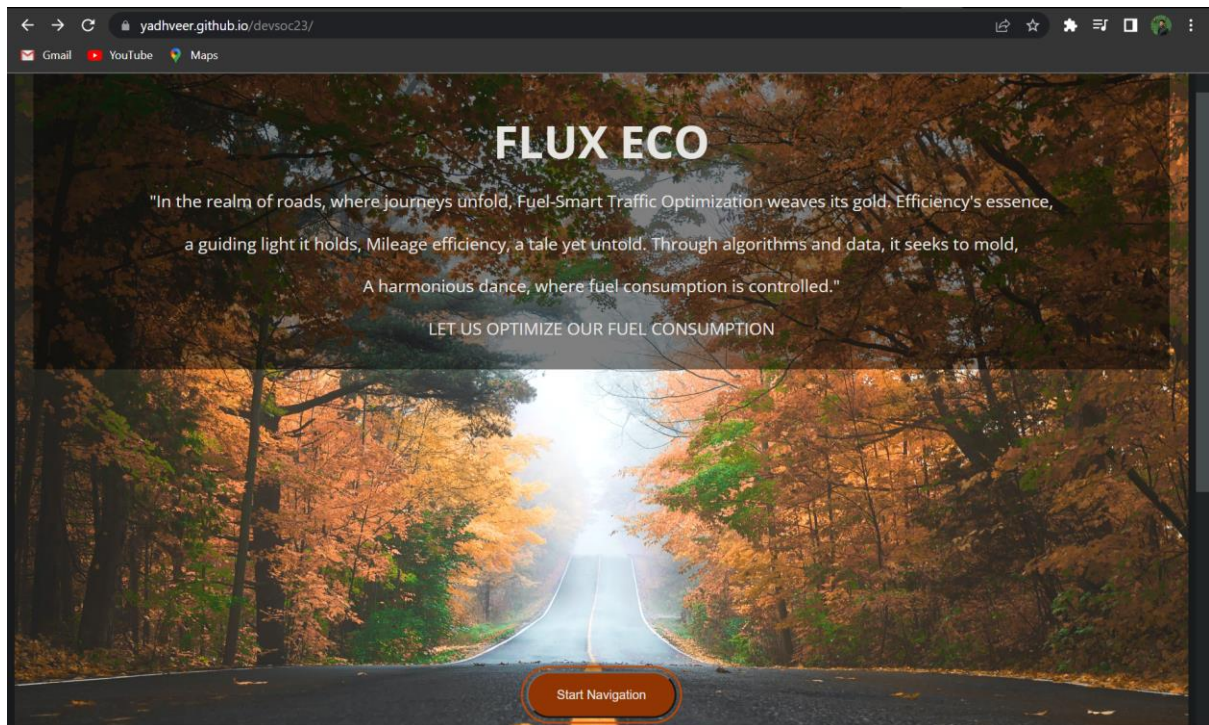 yadhveer.github.io/devsoc23/
Gmail YouTube Maps
FLUX ECO
"In the realm of roads, where journeys unfold, Fuel-Smart Traffic Optimization weaves its gold. Efficiency's essence,
a guiding light it holds, Mileage efficiency, a tale yet untold. Through algorithms and data, it seeks to mold,
A harmonious dance, where fuel consumption is controlled."
LET US OPTIMIZE OUR FUEL CONSUMPTION
Start Navigation